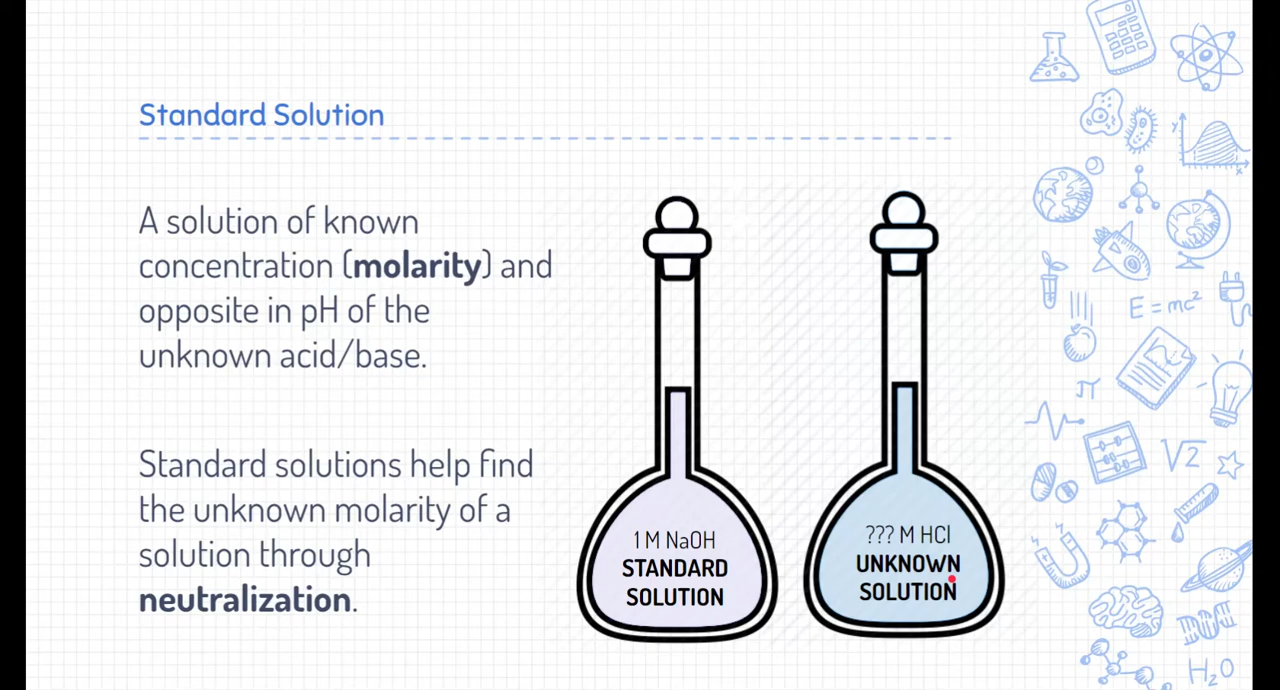 Standard Solution
A solution of known
concentration (molarity) and
opposite in pH of the
unknown acid/base.
Standard solutions help find
the unknown molarity of a
solution through
neutralization.
1 M NaOH
STANDARD
SOLUTION
??? M HCl
UNKNOWN
SOLUTION
y
x
E=mc²
π
√2
H₂O